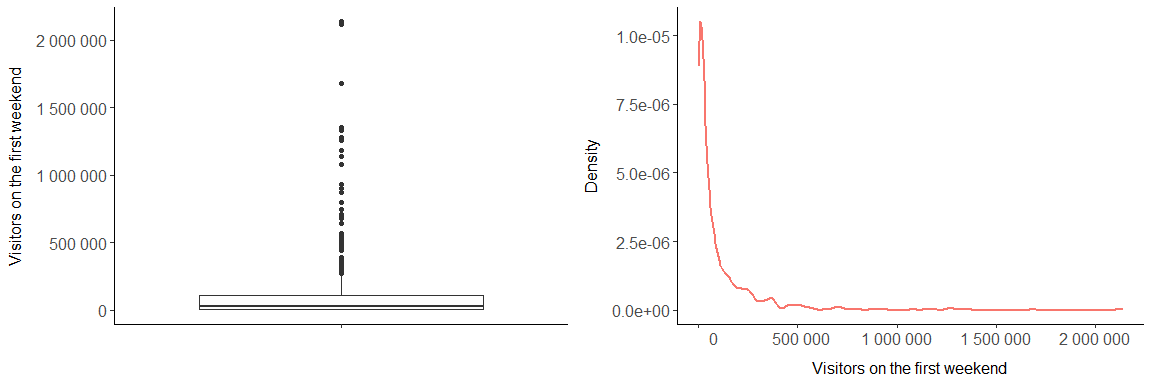 Visitors on the first weekend
2 000 000
1 500 000
1 000 000
500 000
0
Density
1.0e-05
7.5e-06
5.0e-06
2.5e-06
0.0e+00
0
500 000
1 000 000
1 500 000
2 000 000
Visitors on the first weekend